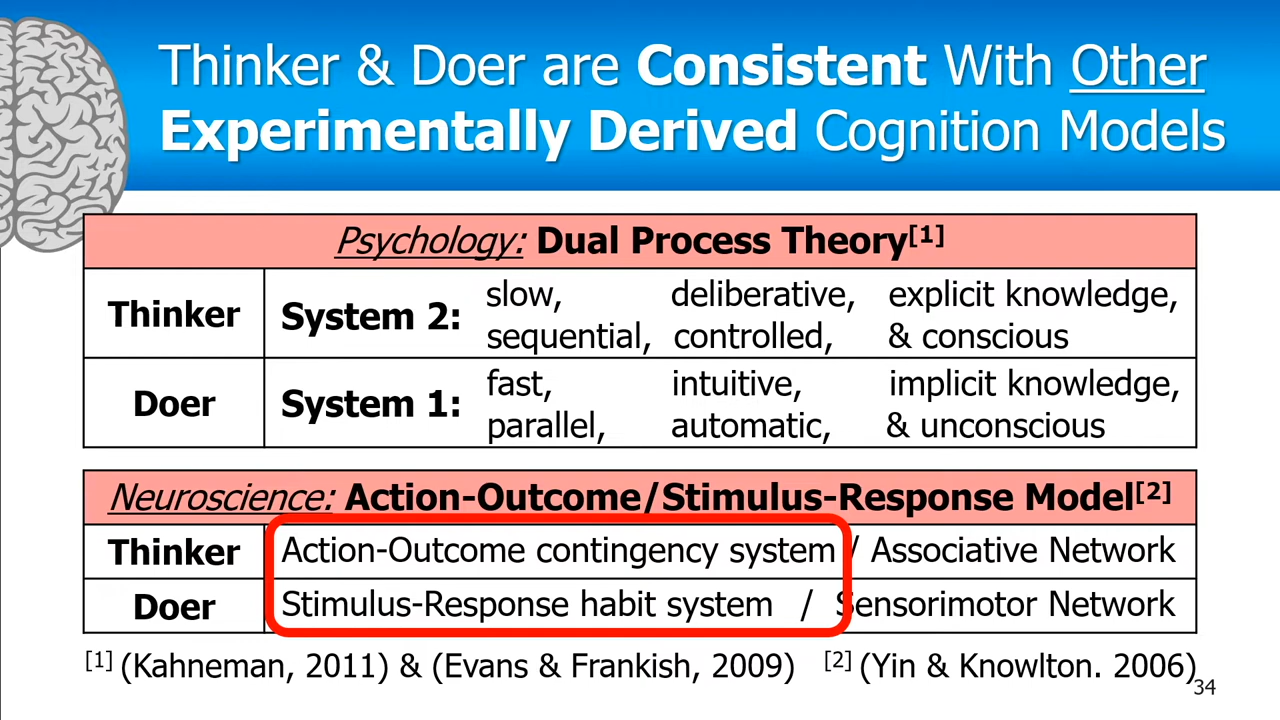 Thinker & Doer are Consistent With Other
Experimentally Derived Cognition Models
Psychology: Dual Process Theory[1]
Thinker System 2: slow, deliberative, explicit knowledge,
sequential, controlled, & conscious
Doer System 1: fast, intuitive, implicit knowledge,
parallel, automatic, & unconscious
Neuroscience: Action-Outcome/Stimulus-Response Model[2]
Thinker Action-Outcome contingency system / Associative Network
Doer Stimulus-Response habit system / Sensorimotor Network
[1] (Kahneman, 2011) & (Evans & Frankish, 2009) [2] (Yin & Knowlton. 2006)
34